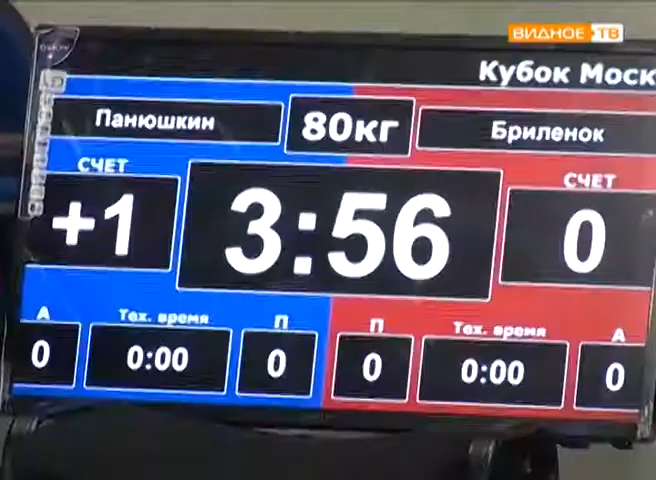 ВИДНОЕ ТВ
Кубок Моск
Панюшкин 80кг Бриленок
СЧЕТ СЧЕТ
+1 3:56 0
А Тех. время П П Тех. время А
0 0:00 0 0 0:00 0